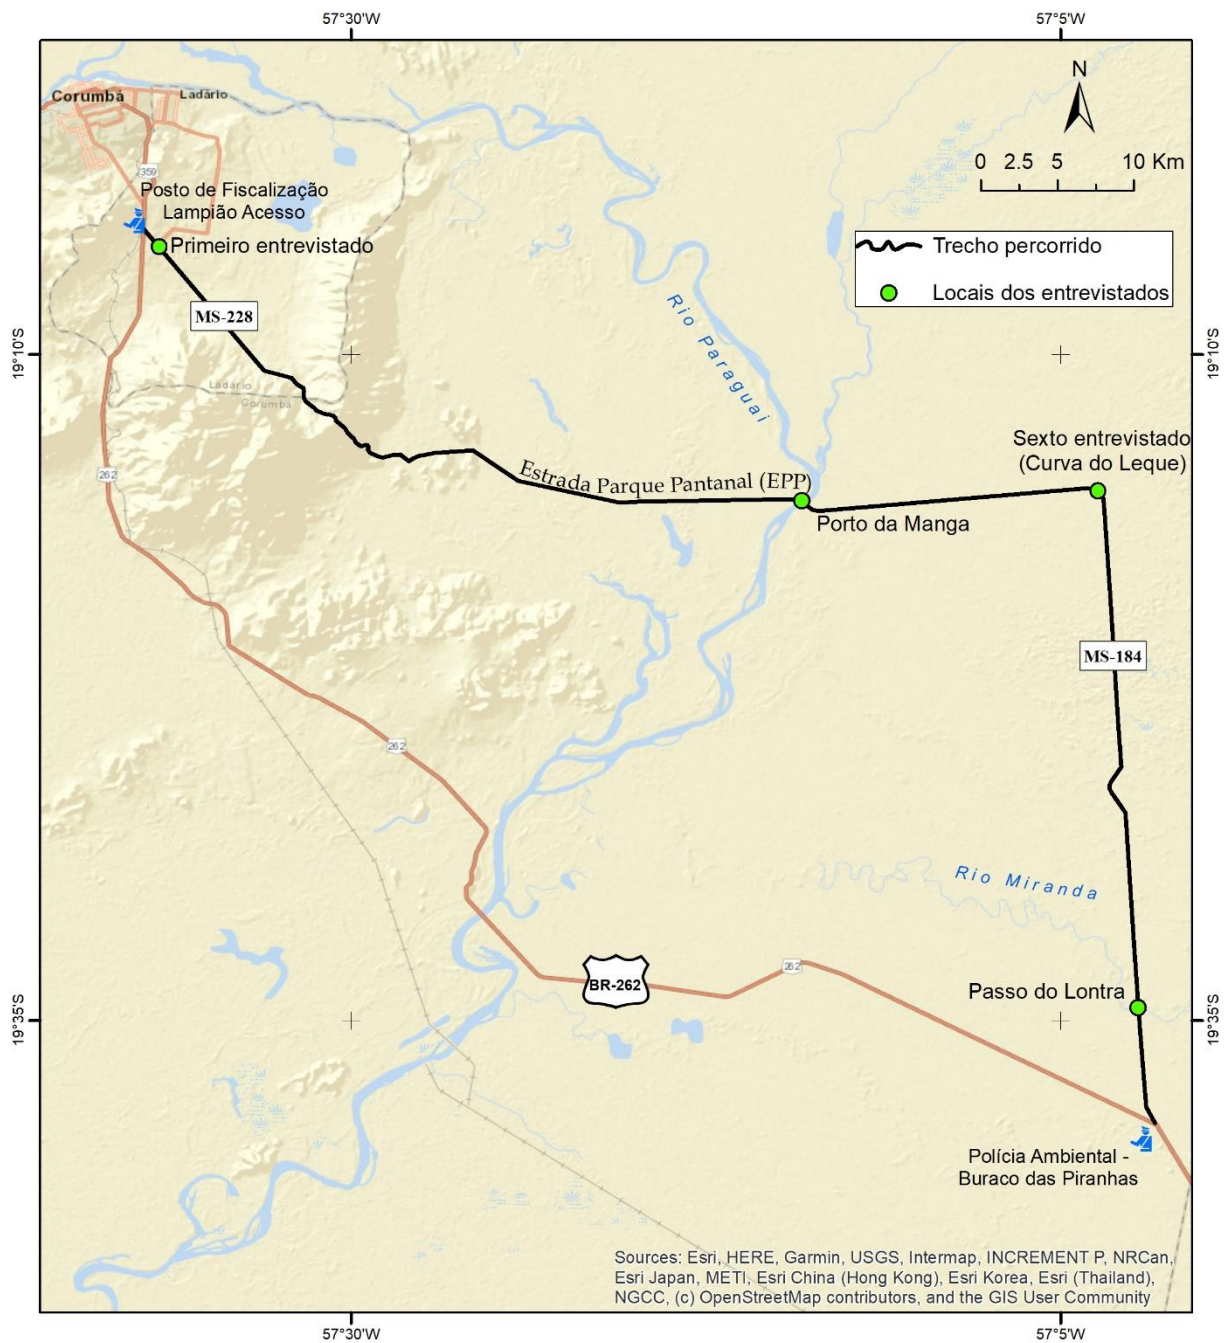 57°30'W
57°5'W
Corumbá
Ladário
N
0 2.5 5 10 Km
359
Posto de Fiscalização
Lampião Acesso
Primeiro entrevistado
Trecho percorrido
Locais dos entrevistados
MS-228
Rio Paraguai
19°10'S
19°10'S
Ladário
Corumbá
Sexto entrevistado
(Curva do Leque)
262
Estrada Parque Pantanal (EPP)
Porto da Manga
MS-184
262
Rio Miranda
262
BR-262
Passo do Lontra
19°35'S
19°35'S
Polícia Ambiental -
Buraco das Piranhas
Sources: Esri, HERE, Garmin, USGS, Intermap, INCREMENT P, NRCan,
Esri Japan, METI, Esri China (Hong Kong), Esri Korea, Esri (Thailand),
NGCC, (c) OpenStreetMap contributors, and the GIS User Community
57°30'W
57°5'W